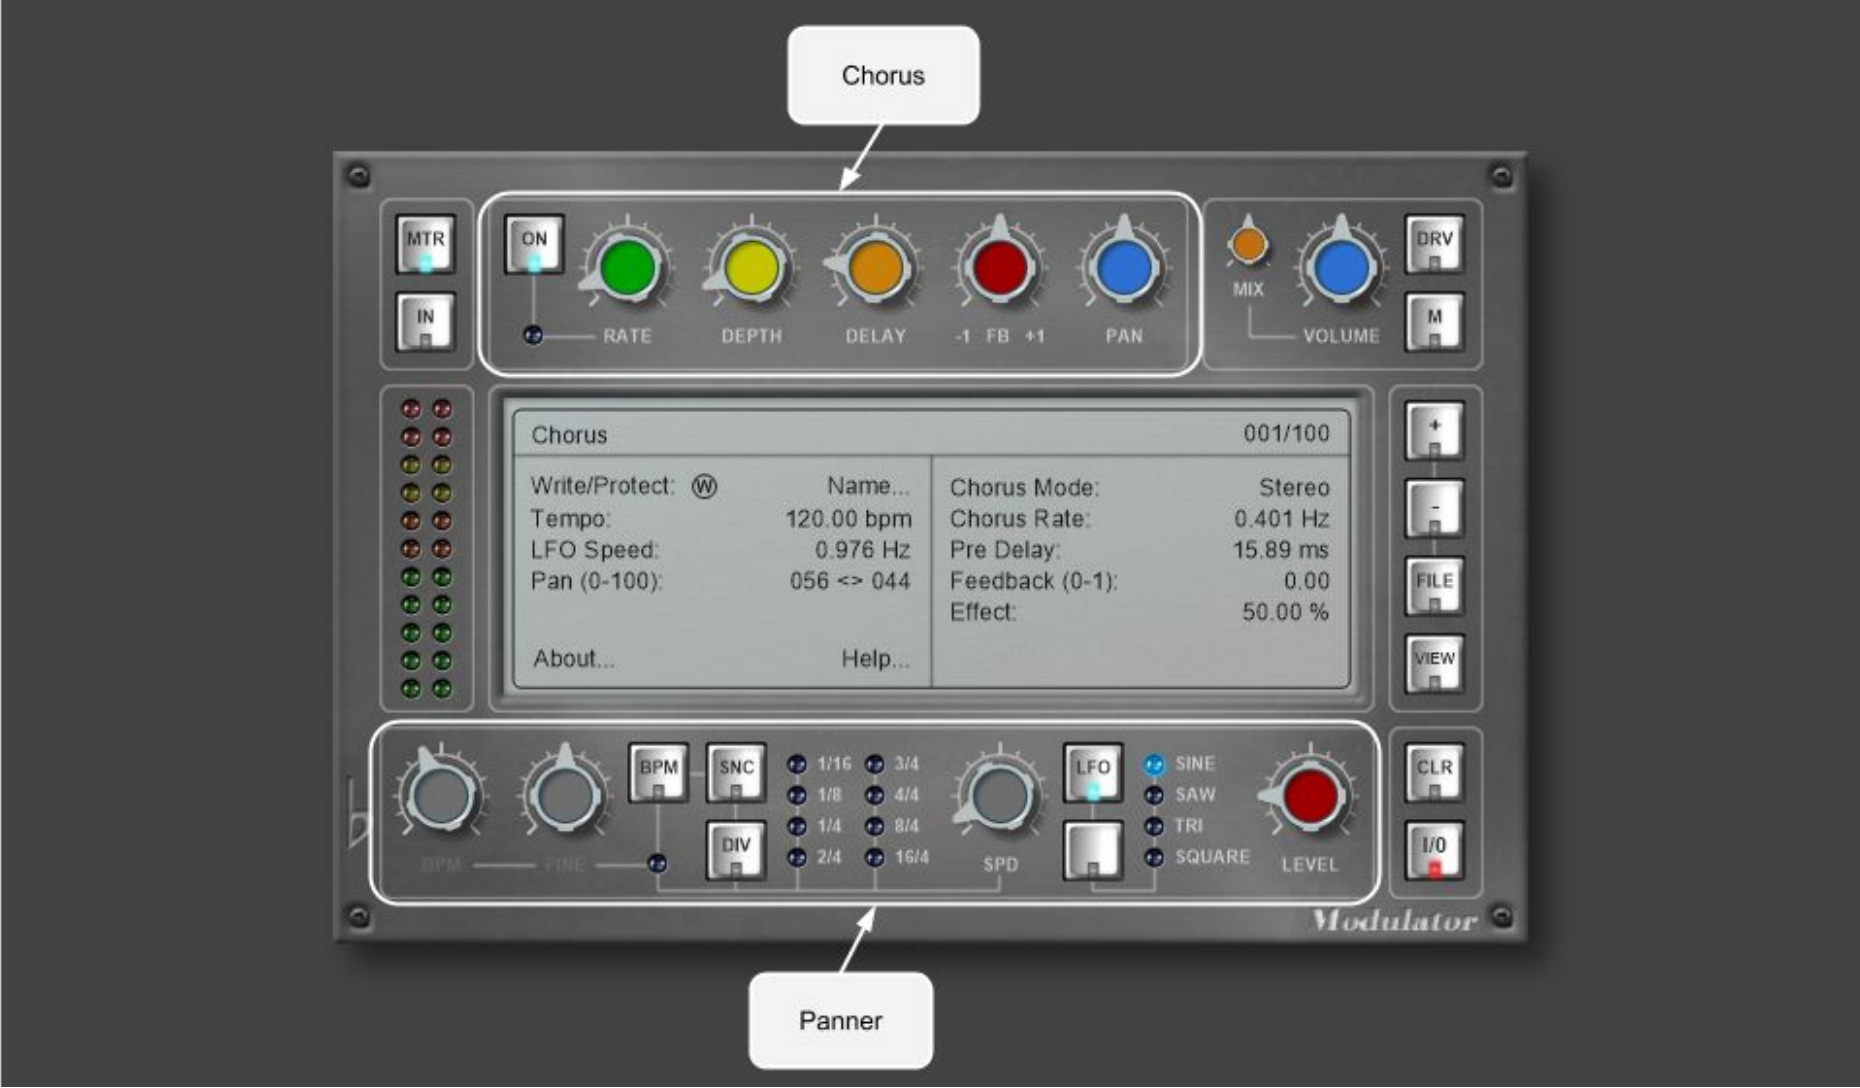 Chorus
MTR
ON
DRV
MIX
IN
M
RATE
DEPTH
DELAY
-1 FB +1
PAN
VOLUME
Chorus 001/100
Write/Protect: W Name...
Tempo: 120.00 bpm
LFO Speed: 0.976 Hz
Pan (0-100): 056 <> 044
About... Help...
Chorus Mode: Stereo
Chorus Rate: 0.401 Hz
Pre Delay: 15.89 ms
Feedback (0-1): 0.00
Effect: 50.00 %
+
-
FILE
VIEW
BPM
SNC
1/16 3/4
1/8 4/4
1/4 8/4
2/4 16/4
DIV
LFO
SINE
SAW
TRI
SQUARE
CLR
I/0
BPM
FINE
SPD
LEVEL
Modulator
Panner